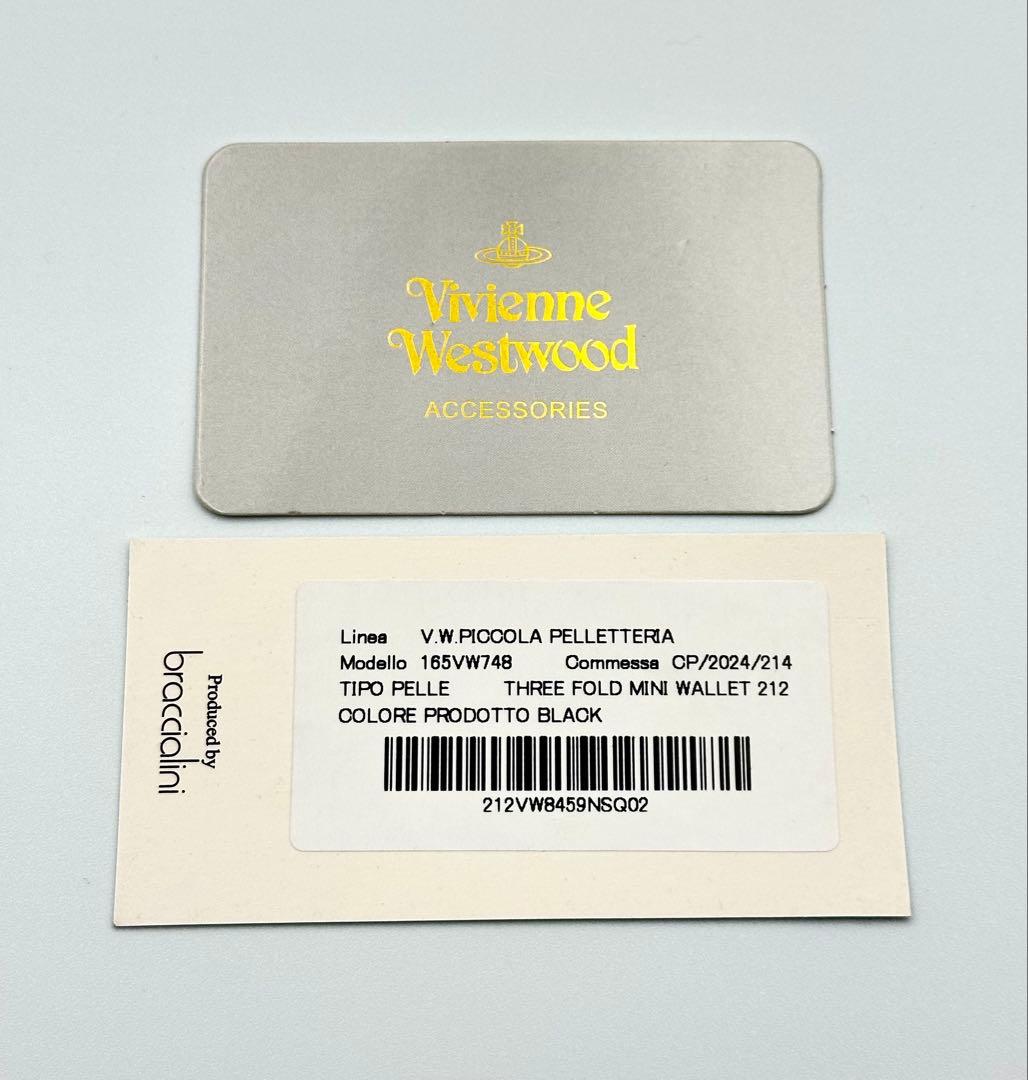 Vivienne
Westwood
ACCESSORIES
Produced by
braccialini
Linea V.W.PICCOLA PELLETTERIA
Modello 165VW748 Commessa CP/2024/214
TIPO PELLE THREE FOLD MINI WALLET 212
COLORE PRODOTTO BLACK
212VW8459NSQ02